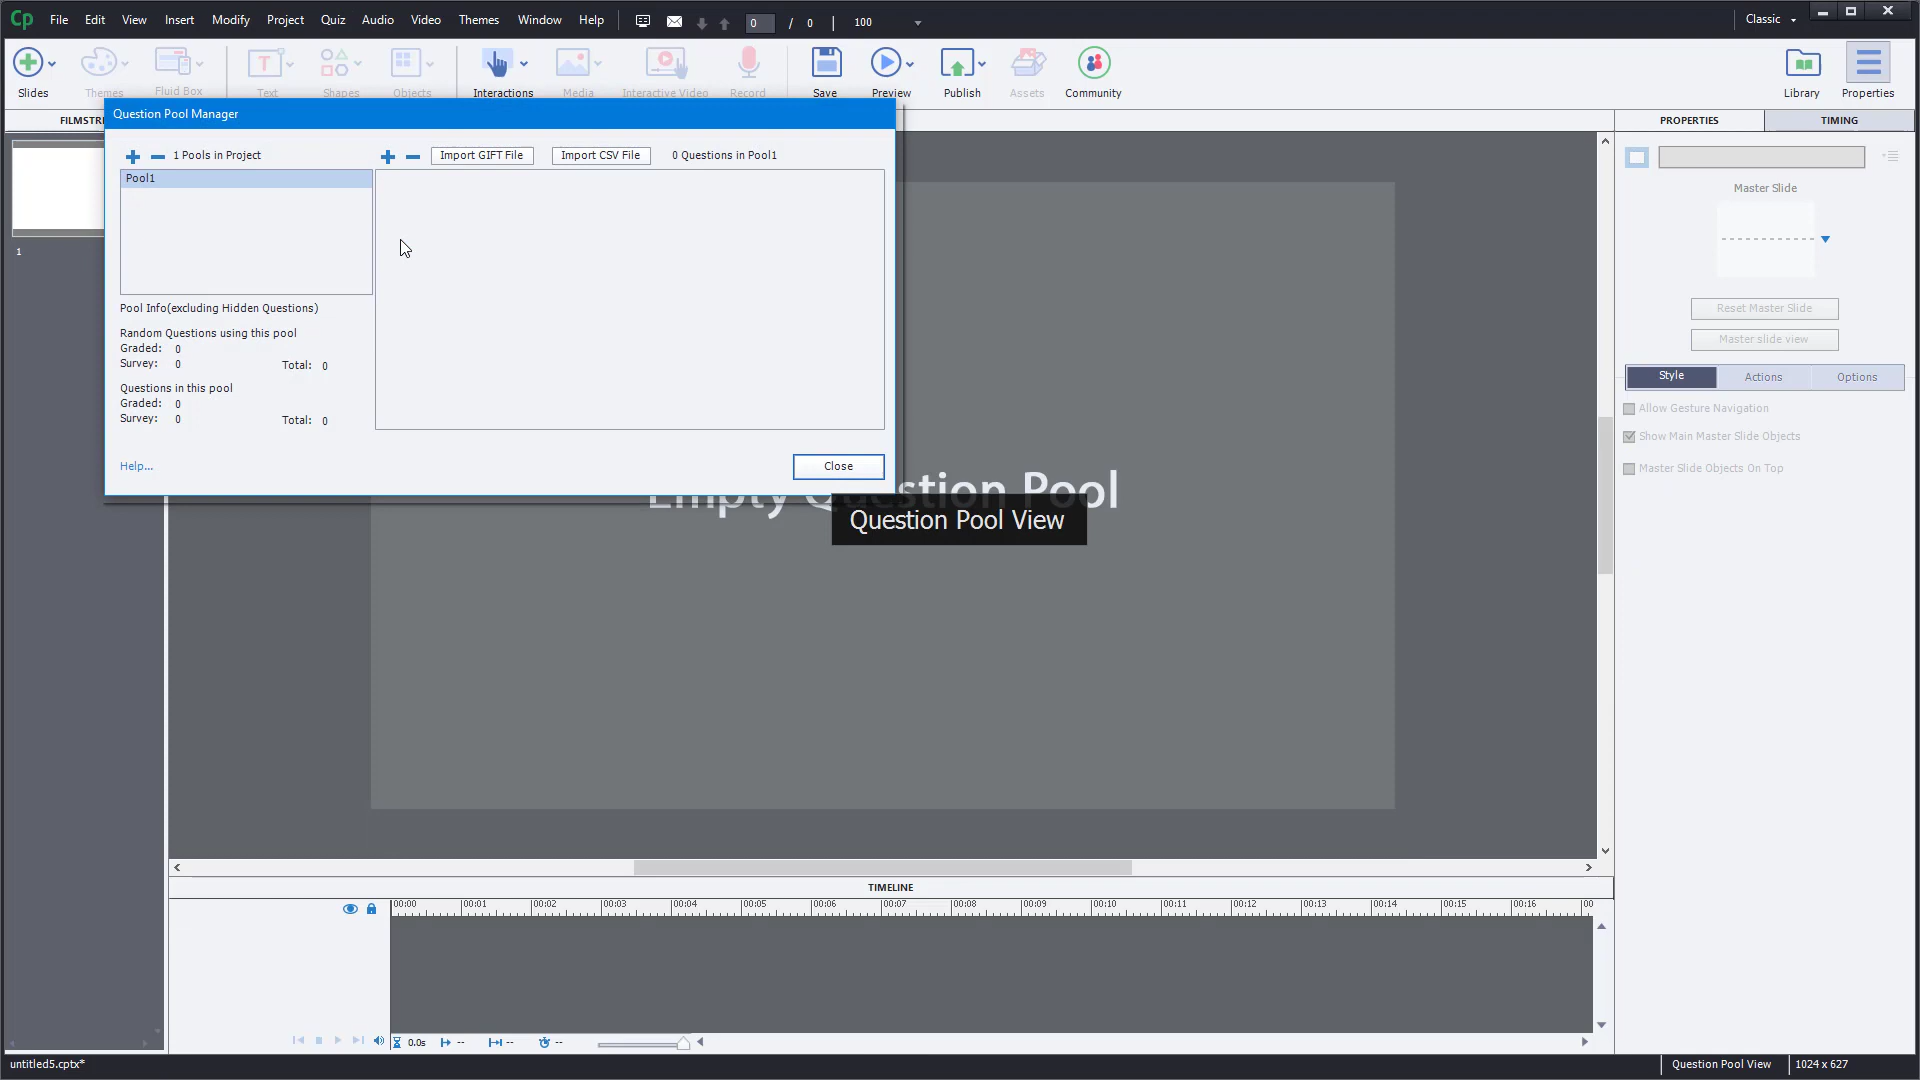 Cp File Edit View Insert Modify Project Quiz Audio Video Themes Window Help 0 / 0 | 100 Classic
Slides Themes Fluid Box Text Shapes Objects Interactions Media Interactive Video Record Save Preview Publish Assets Community Library Properties
FILMSTR
Question Pool Manager
1 Pools in Project
Import GIFT File
Import CSV File
0 Questions in Pool1
Pool1
Pool Info(excluding Hidden Questions)
Random Questions using this pool
Graded: 0
Survey: 0 Total: 0
Questions in this pool
Graded: 0
Survey: 0 Total: 0
Help...
Close
1
Empty Question Pool
Question Pool View
PROPERTIES TIMING
Master Slide
Reset Master Slide
Master slide view
Style Actions Options
Allow Gesture Navigation
Show Main Master Slide Objects
Master Slide Objects On Top
TIMELINE
00:00 00:01 00:02 00:03 00:04 00:05 00:06 00:07 00:08 00:09 00:10 00:11 00:12 00:13 00:14 00:15 00:16 00
0.0s -- -- --
untitled5.cptx* Question Pool View 1024 x 627